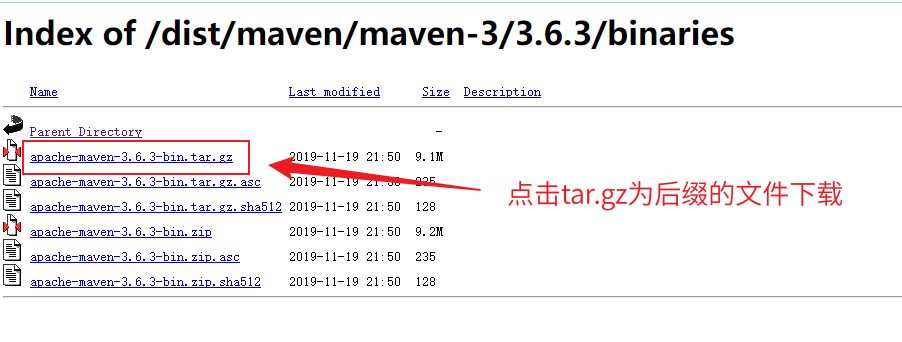 Index of /dist/maven/maven-3/3.6.3/binaries
Name Last modified Size Description
Parent Directory -
apache-maven-3.6.3-bin.tar.gz 2019-11-19 21:50 9.1M
apache-maven-3.6.3-bin.tar.gz.asc 2019-11-19 21:50 235
点击tar.gz为后缀的文件下载
apache-maven-3.6.3-bin.tar.gz.sha512 2019-11-19 21:50 128
apache-maven-3.6.3-bin.zip 2019-11-19 21:50 9.2M
apache-maven-3.6.3-bin.zip.asc 2019-11-19 21:50 235
apache-maven-3.6.3-bin.zip.sha512 2019-11-19 21:50 128